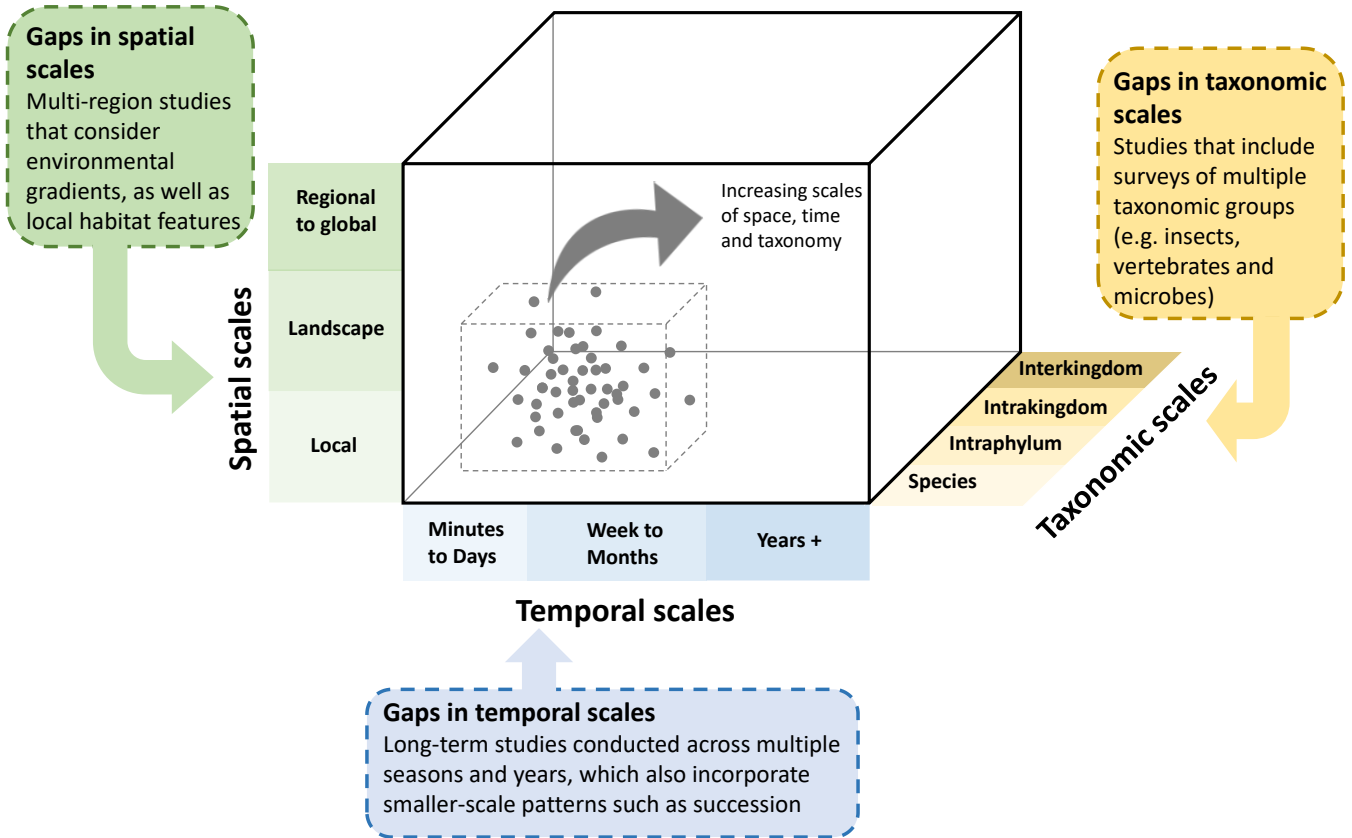 Gaps in spatial
scales
Multi-region studies
that consider
environmental
gradients, as well as
local habitat features
Gaps in taxonomic
scales
Studies that include
surveys of multiple
taxonomic groups
(e.g. insects,
vertebrates and
microbes)
Increasing scales
of space, time
and taxonomy
Spatial scales
Regional
to global
Landscape
Local
Interkingdom
Intrakingdom
Intraphylum
Species
Taxonomic scales
Minutes
to Days
Week to
Months
Years +
Temporal scales
Gaps in temporal scales
Long-term studies conducted across multiple
seasons and years, which also incorporate
smaller-scale patterns such as succession